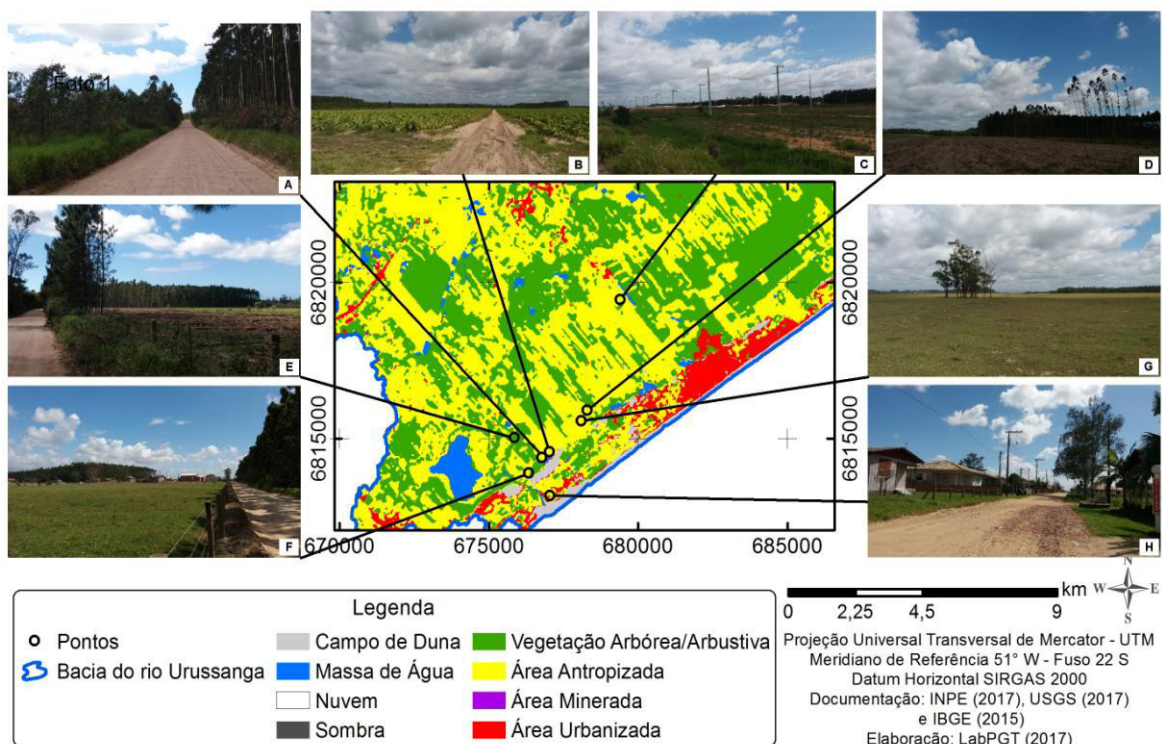 Foto 1
A
B
C
D
E
F
G
H
6820000
6815000
6820000
6815000
670000
675000
680000
685000
Legenda
Pontos
Bacia do rio Urussanga
Campo de Duna
Massa de Água
Nuvem
Sombra
Vegetação Arbórea/Arbustiva
Área Antropizada
Área Minerada
Área Urbanizada
km
0 2,25 4,5 9
N
W E
S
Projeção Universal Transversal de Mercator - UTM
Meridiano de Referência 51° W - Fuso 22 S
Datum Horizontal SIRGAS 2000
Documentação: INPE (2017), USGS (2017)
e IBGE (2015)
Elaboração: LabPGT (2017)